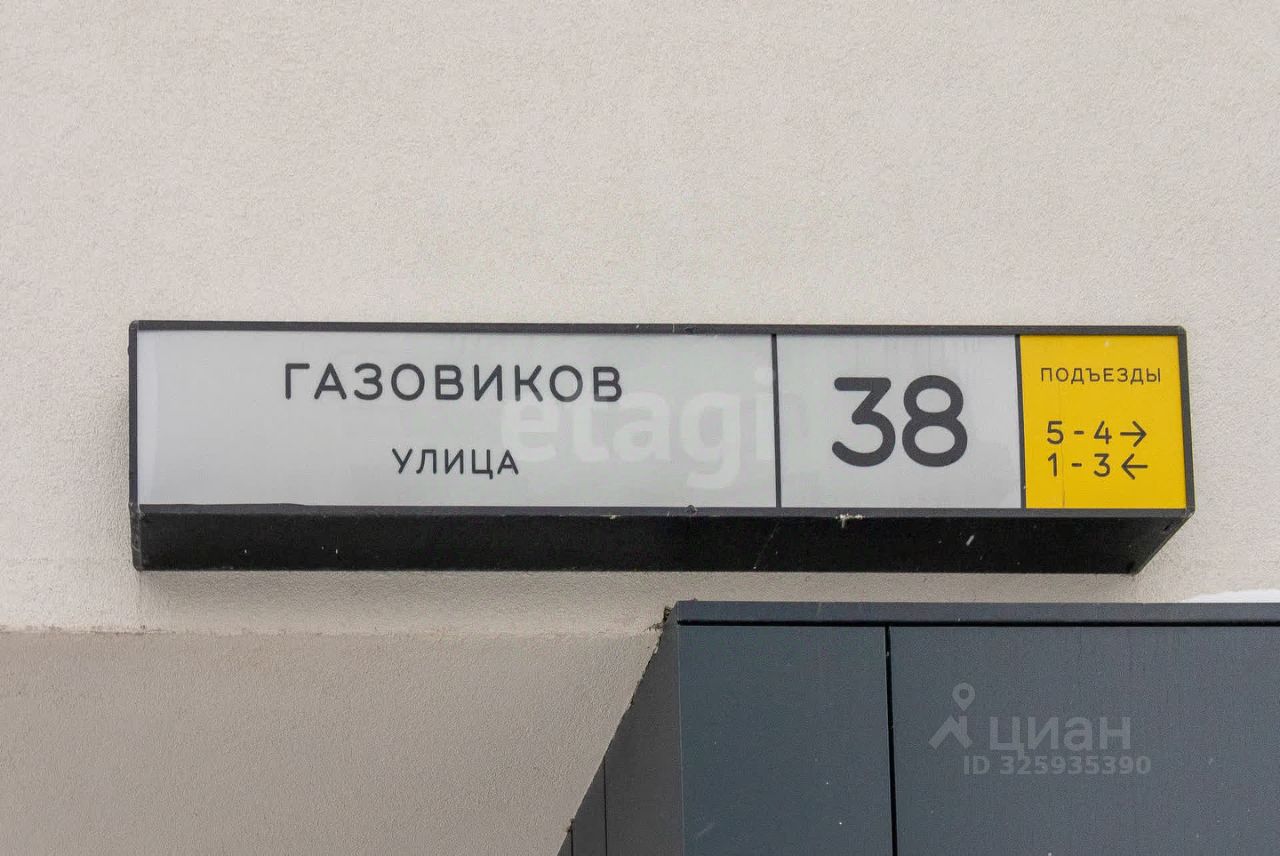 ГАЗОВИКОВ
УЛИЦА
38
ПОДЪЕЗДЫ
5-4→
1-3←
etagi
циан
ID 325935390